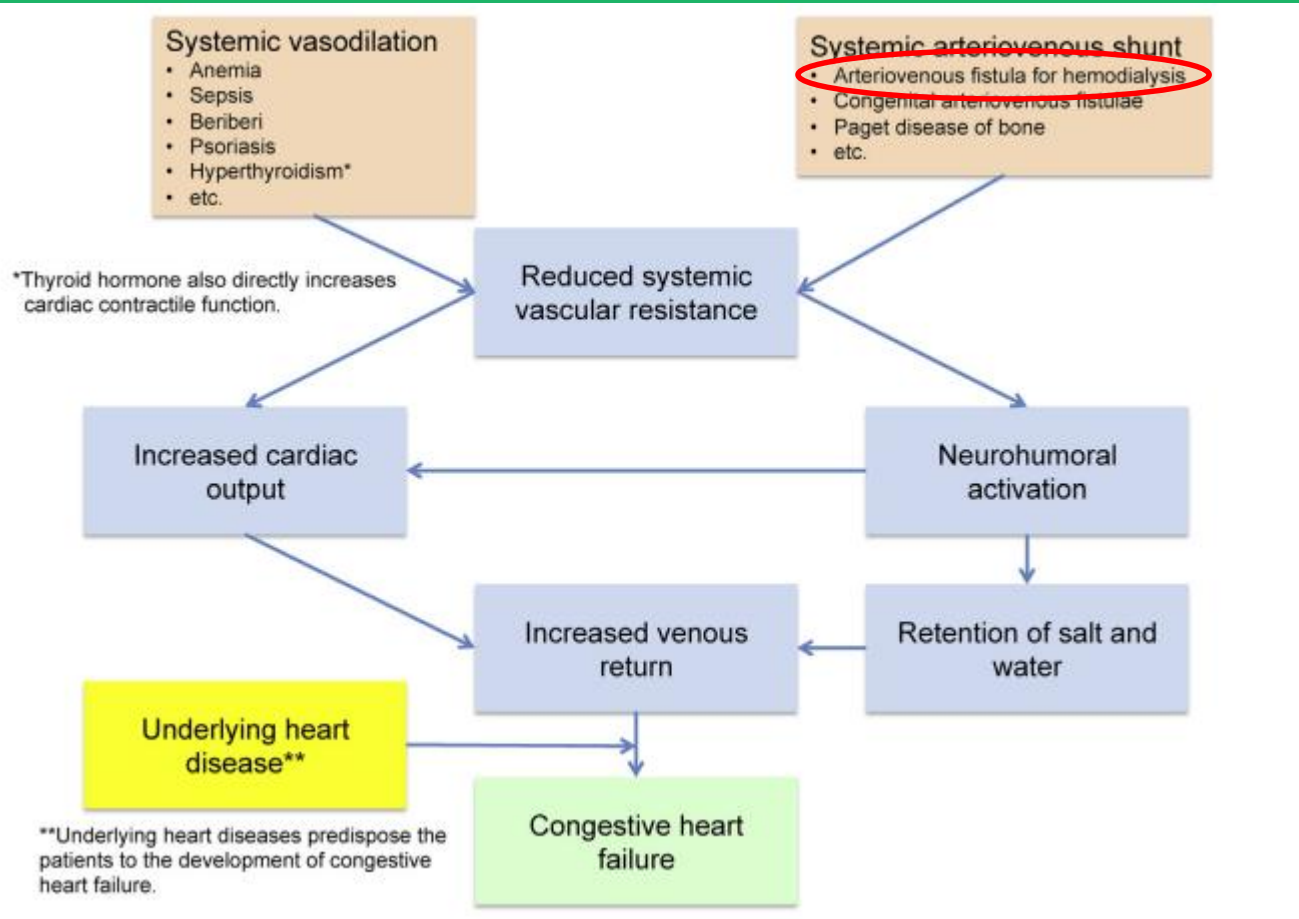 Systemic vasodilation
• Anemia
• Sepsis
• Beriberi
• Psoriasis
• Hyperthyroidism*
• etc.
Systemic arteriovenous shunt
• Arteriovenous fistula for hemodialysis
• Congenital arteriovenous fistulae
• Paget disease of bone
• etc.
*Thyroid hormone also directly increases
cardiac contractile function.
Reduced systemic
vascular resistance
Increased cardiac
output
Neurohumoral
activation
Increased venous
return
Retention of salt and
water
Underlying heart
disease**
**Underlying heart diseases predispose the
patients to the development of congestive
heart failure.
Congestive heart
failure